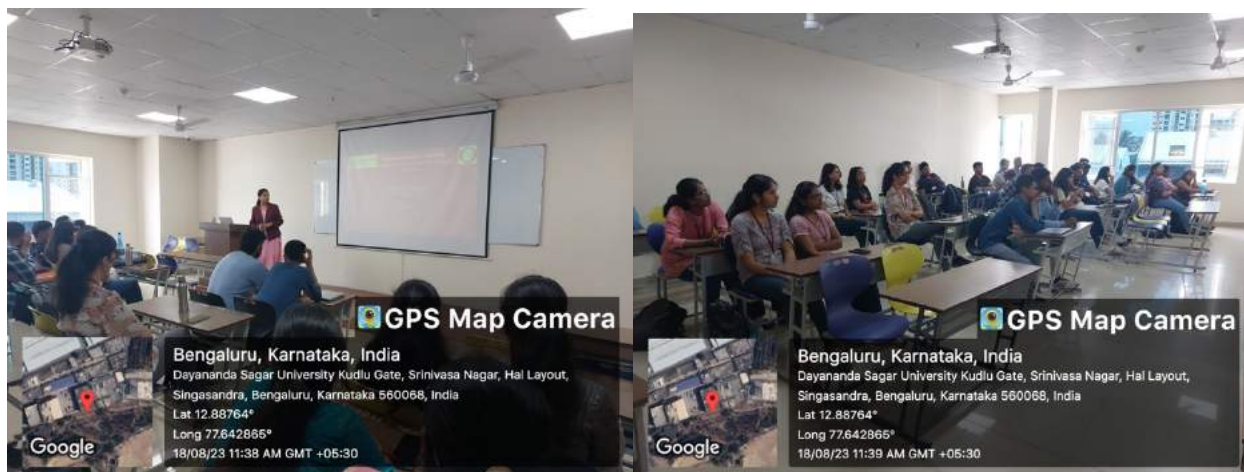 GPS Map Camera
Bengaluru, Karnataka, India
Dayananda Sagar University Kudlu Gate, Srinivasa Nagar, Hal Layout,
Singasandra, Bengaluru, Karnataka 560068, India
Lat 12.88764°
Long 77.642865°
18/08/23 11:38 AM GMT +05:30
Google
GPS Map Camera
Bengaluru, Karnataka, India
Dayananda Sagar University Kudlu Gate, Srinivasa Nagar, Hal Layout,
Singasandra, Bengaluru, Karnataka 560068, India
Lat 12.88764°
Long 77.642865°
18/08/23 11:39 AM GMT +05:30
Google